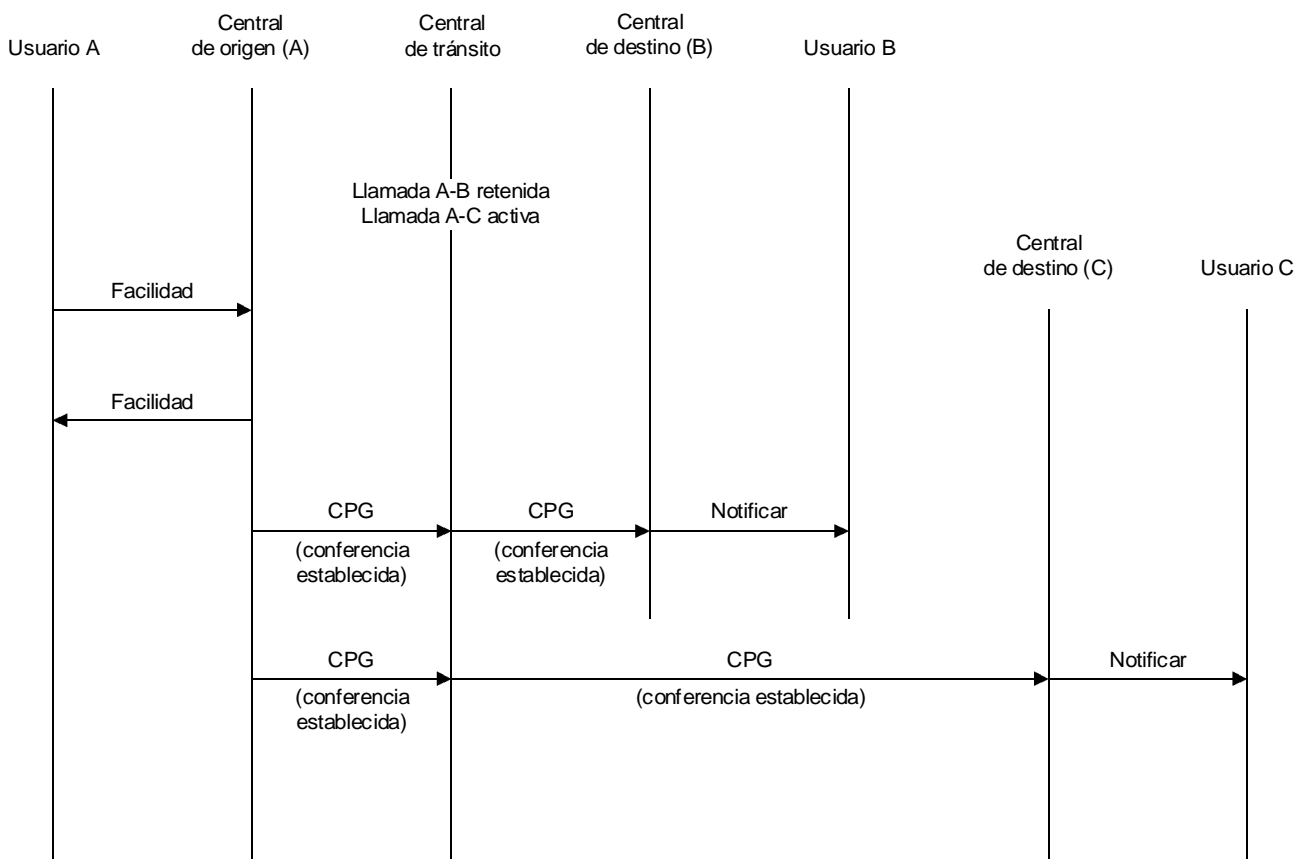 Usuario A
Central
de origen (A)
Central
de tránsito
Central
de destino (B)
Usuario B
Llamada A-B retenida
Llamada A-C activa
Central
de destino (C)
Usuario C
Facilidad
Facilidad
CPG
(conferencia
establecida)
CPG
(conferencia
establecida)
Notificar
CPG
(conferencia
establecida)
CPG
(conferencia establecida)
Notificar